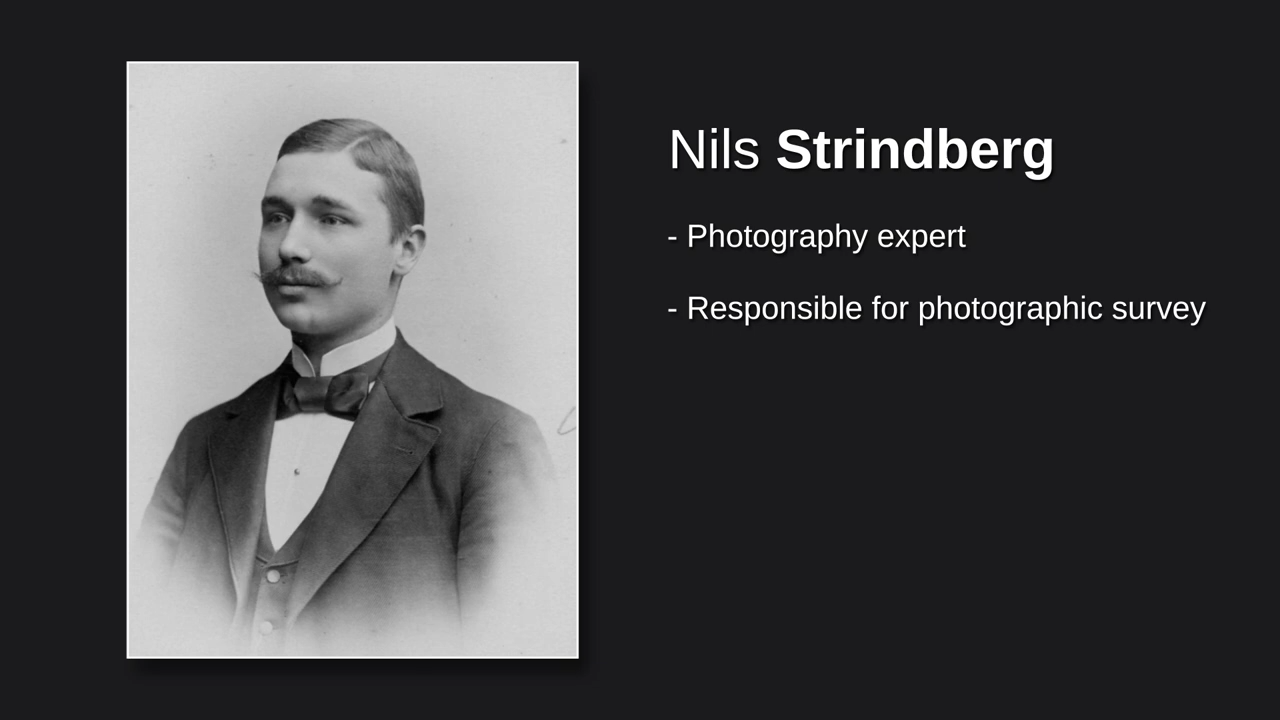 Nils Strindberg
- Photography expert
- Responsible for photographic survey